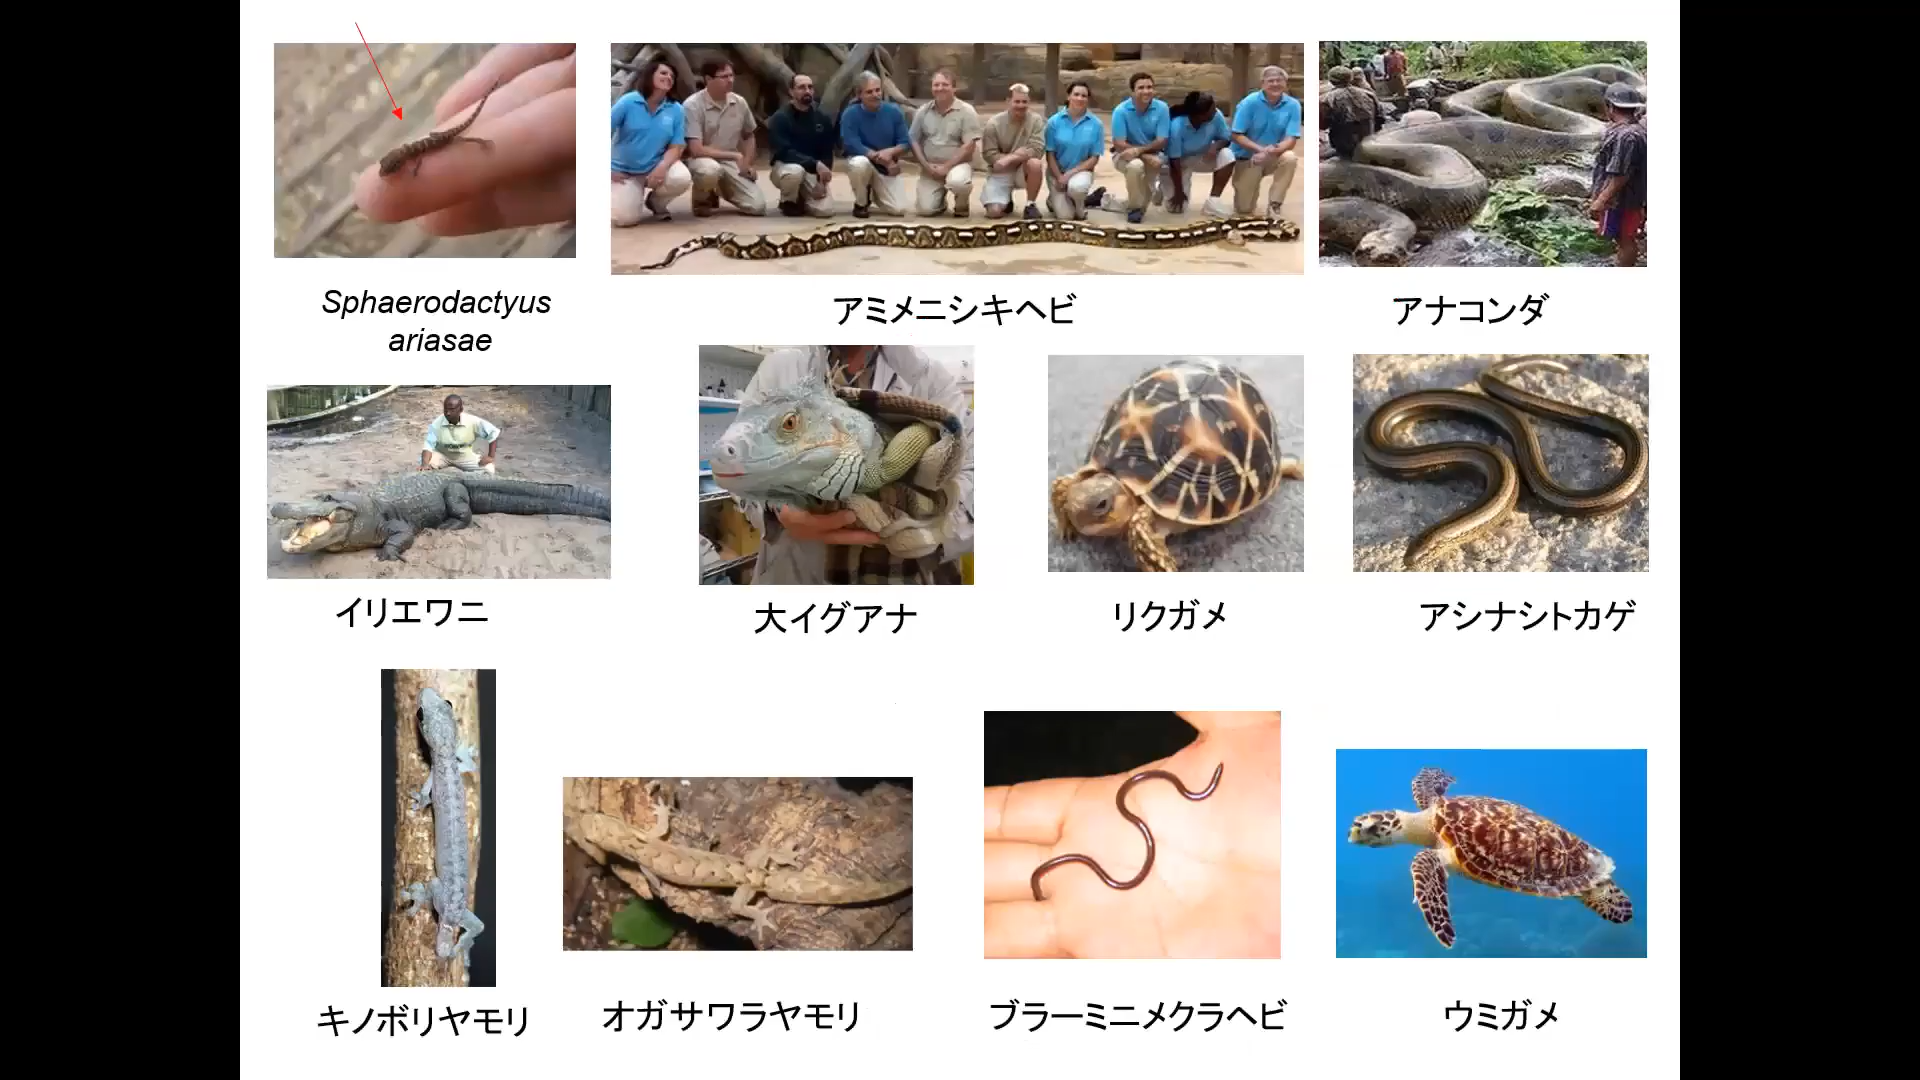 Sphaerodactyus
ariasae
アミメニシキヘビ
アナコンダ
イリエワニ
大イグアナ
リクガメ
アシナシトカゲ
キノボリヤモリ
オガサワラヤモリ
ブラーミニメクラヘビ
ウミガメ